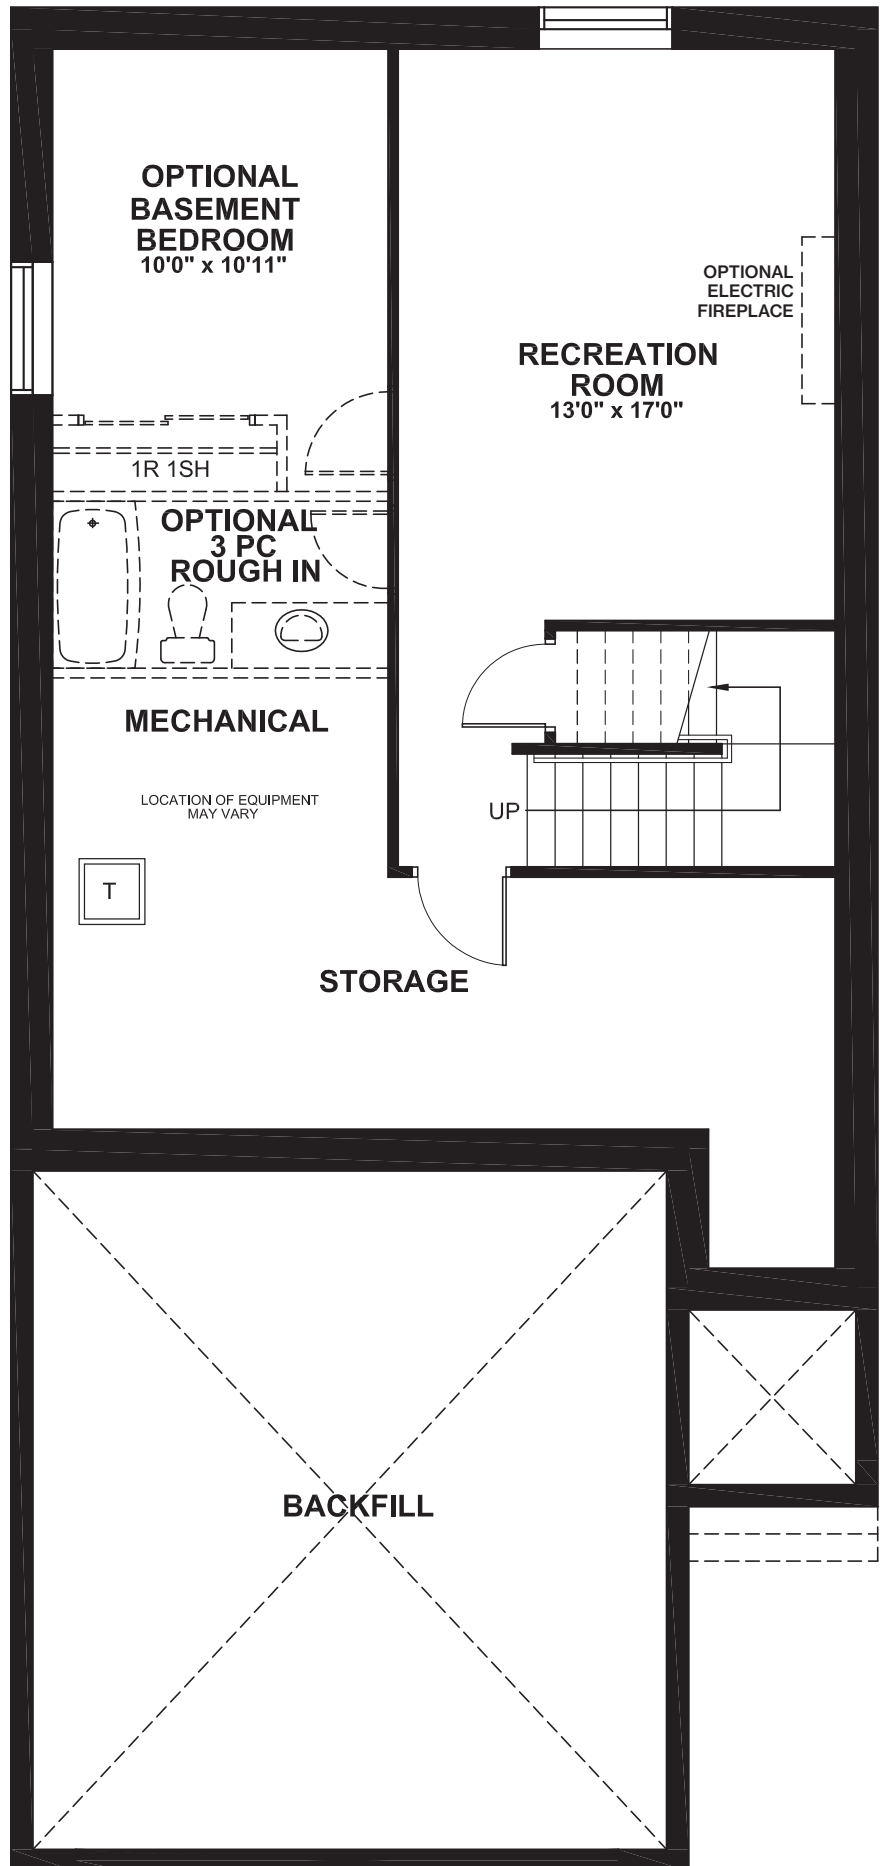 OPTIONAL
BASEMENT
BEDROOM
10'0" x 10'11"
OPTIONAL
ELECTRIC
FIREPLACE
RECREATION
ROOM
13'0" x 17'0"
1R 1SH
OPTIONAL
3 PC
ROUGH IN
MECHANICAL
LOCATION OF EQUIPMENT
MAY VARY
UP
T
STORAGE
BACKFILL